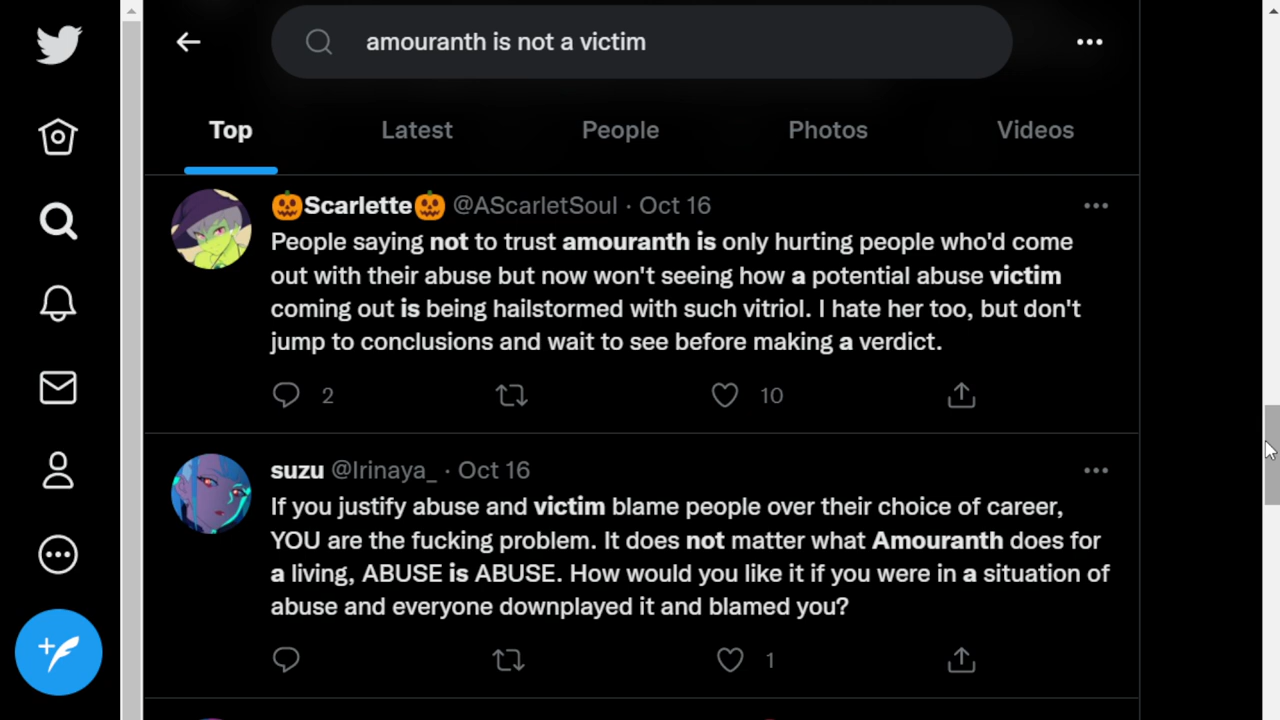 amouranth is not a victim
Top Latest People Photos Videos
🎃Scarlette🎃 @AScarletSoul · Oct 16
People saying not to trust amouranth is only hurting people who'd come
out with their abuse but now won't seeing how a potential abuse victim
coming out is being hailstormed with such vitriol. I hate her too, but don't
jump to conclusions and wait to see before making a verdict.
2 10
suzu @Irinaya_ · Oct 16
If you justify abuse and victim blame people over their choice of career,
YOU are the fucking problem. It does not matter what Amouranth does for
a living, ABUSE is ABUSE. How would you like it if you were in a situation of
abuse and everyone downplayed it and blamed you?
1